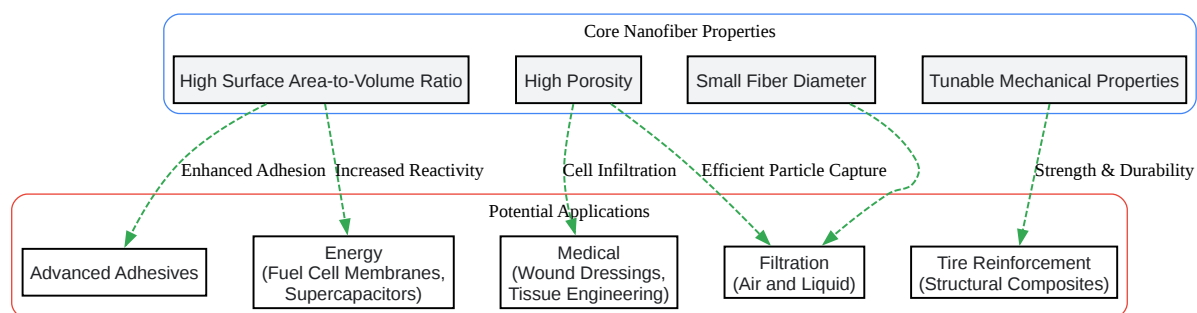 Core Nanofiber Properties
High Surface Area-to-Volume Ratio
High Porosity
Small Fiber Diameter
Tunable Mechanical Properties
Enhanced Adhesion
Increased Reactivity
Cell Infiltration
Efficient Particle Capture
Strength & Durability
Potential Applications
Advanced Adhesives
Energy
(Fuel Cell Membranes,
Supercapacitors)
Medical
(Wound Dressings,
Tissue Engineering)
Filtration
(Air and Liquid)
Tire Reinforcement
(Structural Composites)